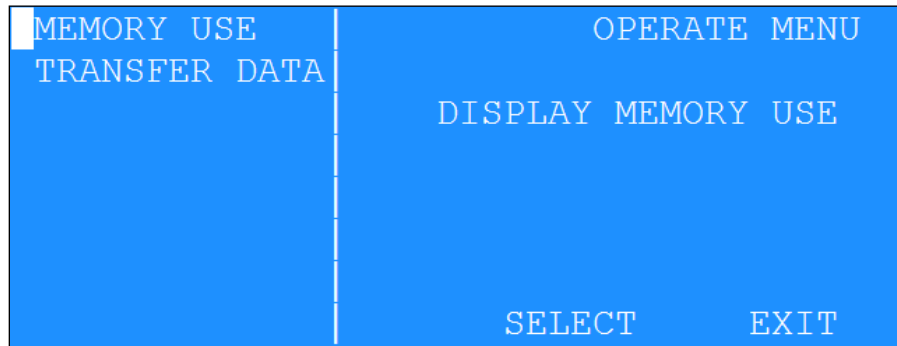 MEMORY USE
TRANSFER DATA
OPERATE MENU
DISPLAY MEMORY USE
SELECT EXIT